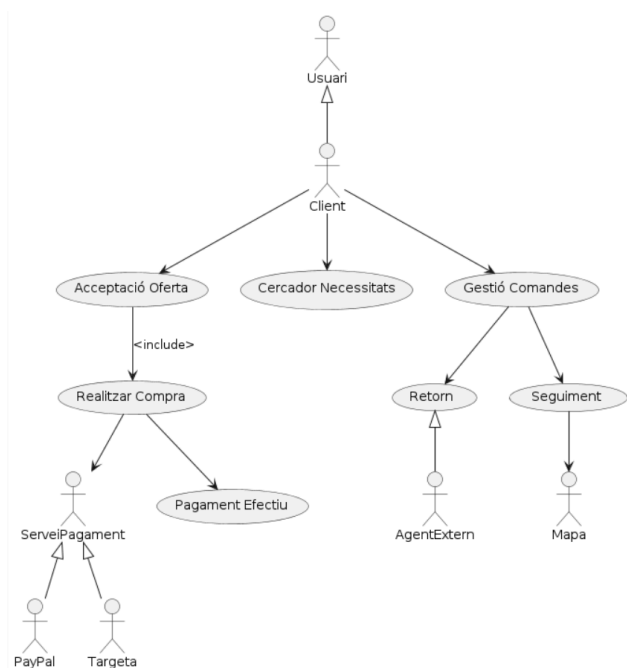 Usuari
Client
Acceptació Oferta
Cercador Necessitats
Gestió Comandes
<include>
Realitzar Compra
Retorn
Seguiment
Pagament Efectiu
ServeiPagament
AgentExtern
Mapa
PayPal
Targeta